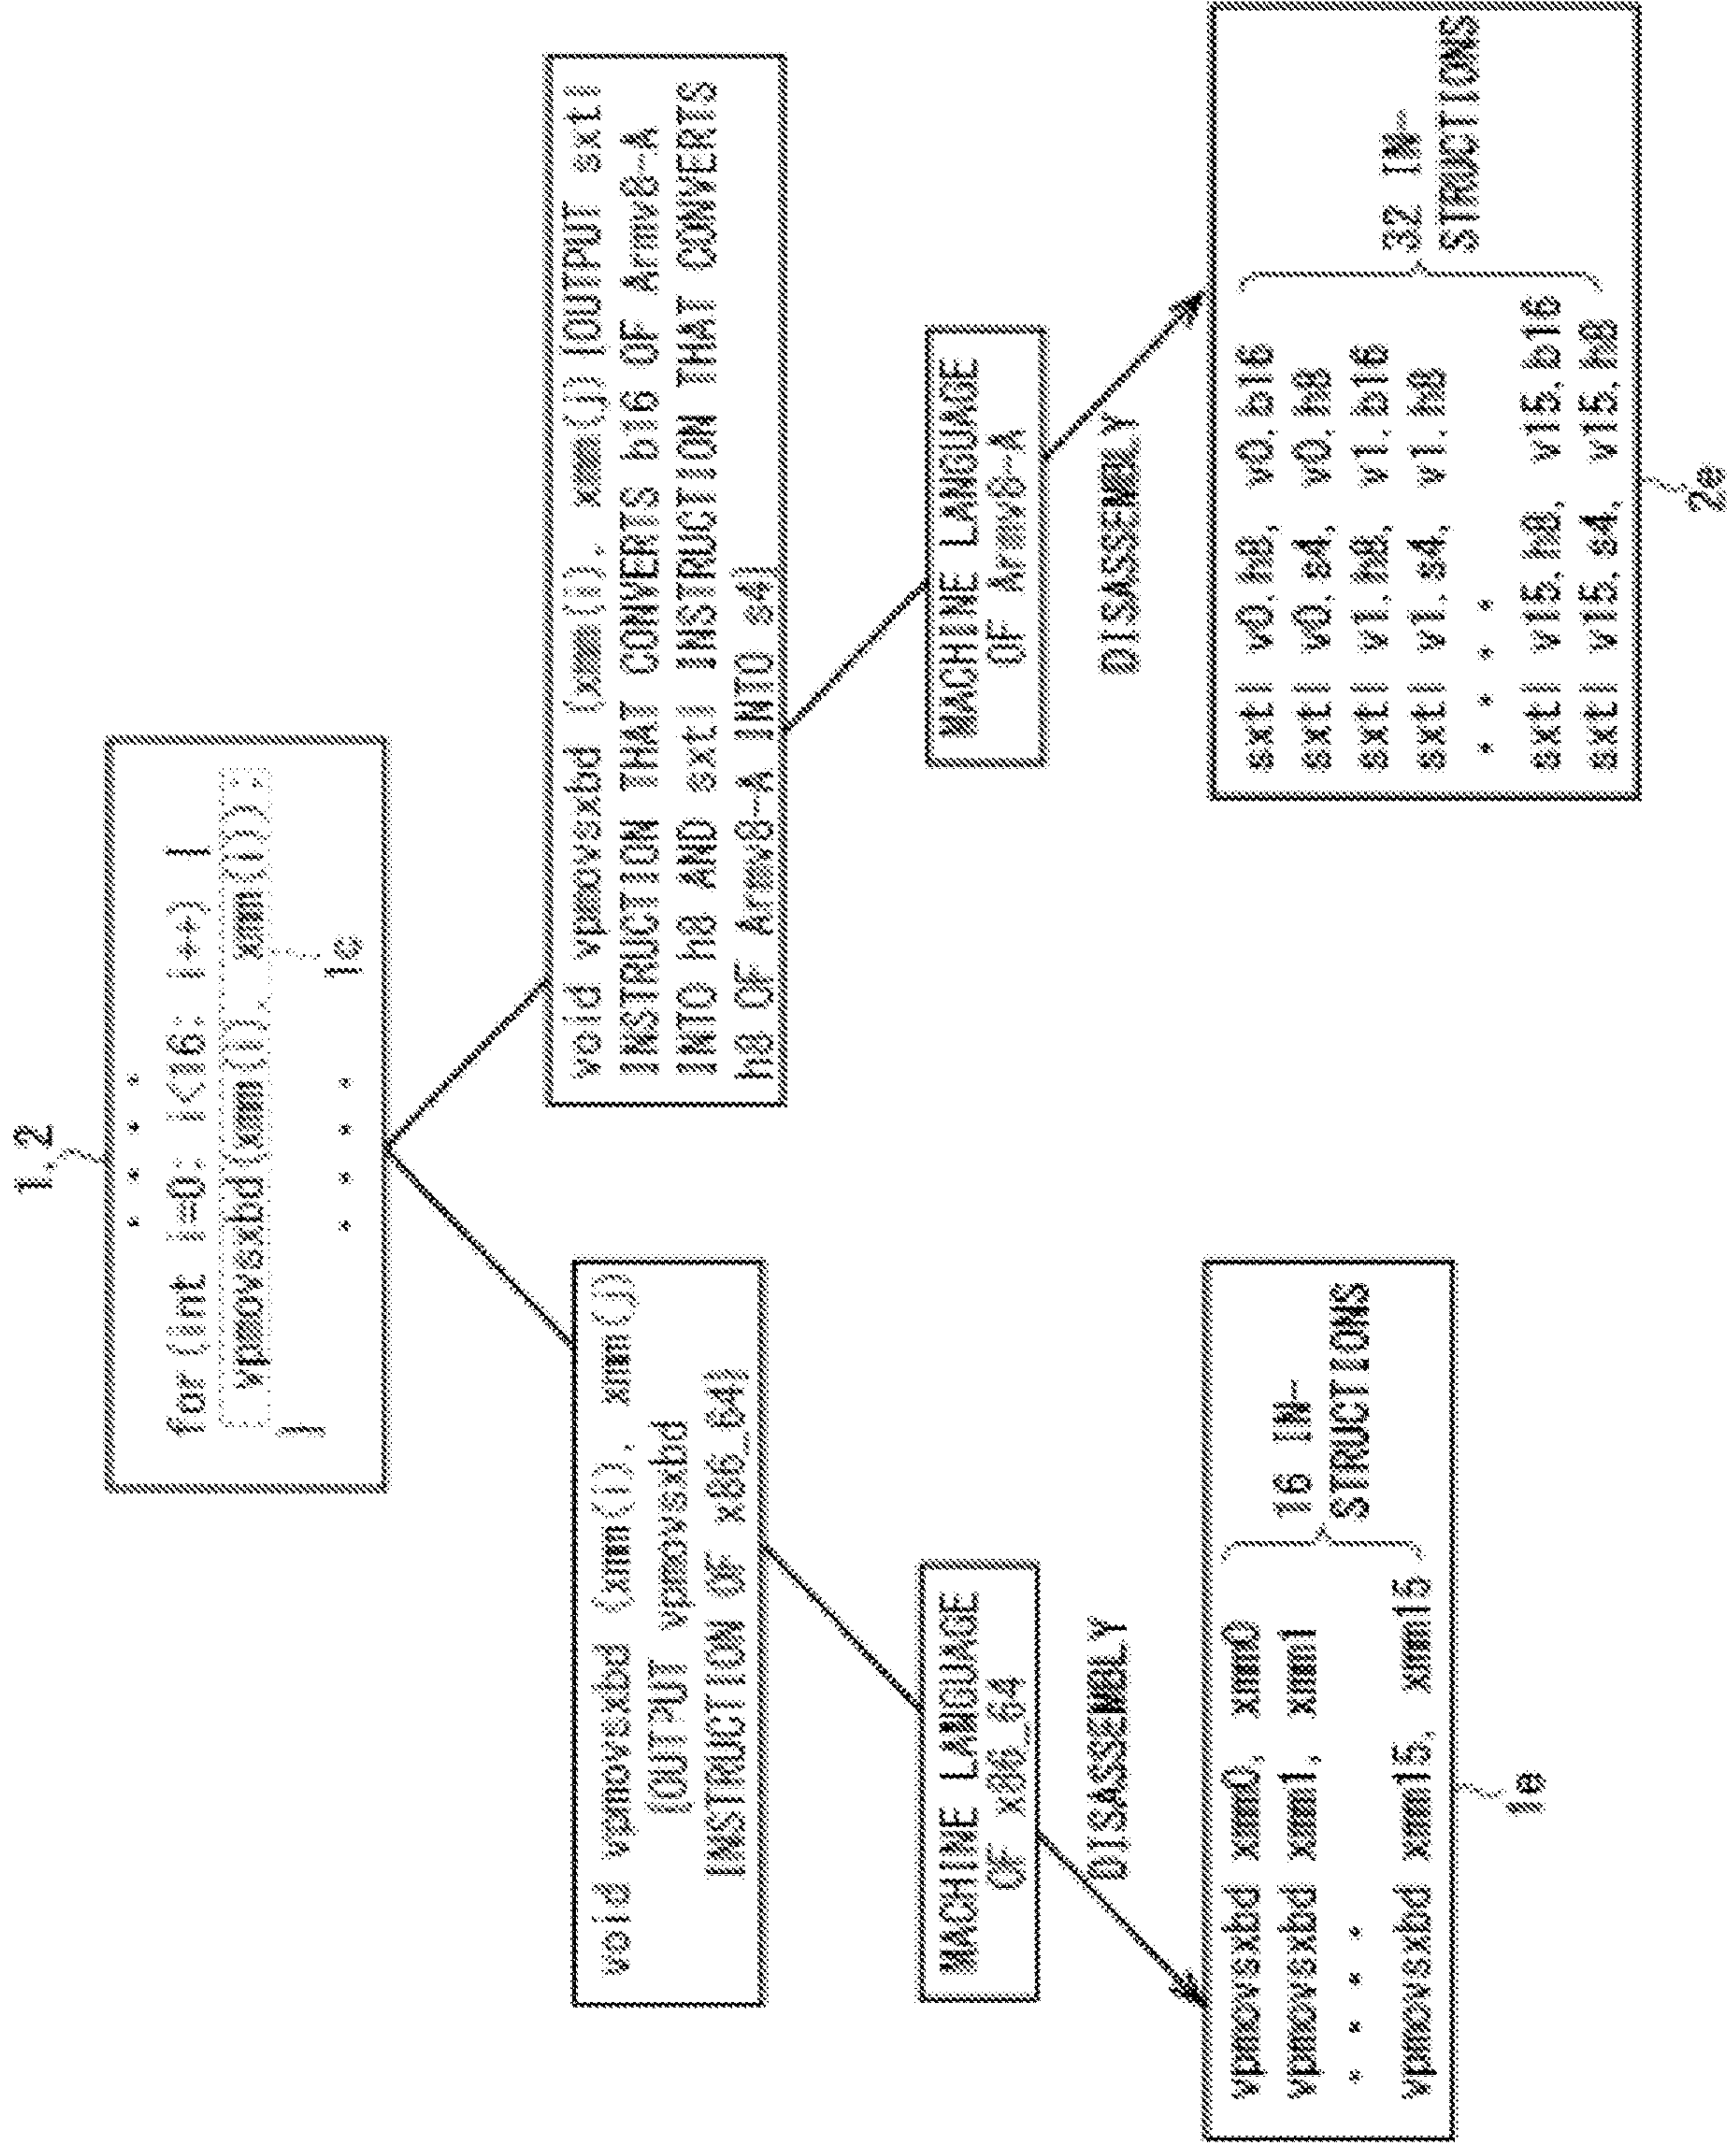 1,2
. . . .
for(int i=0; i<16; i++) {
vpmovsxbd(xmm(i), xmm(i));
}
1c
. . . .
void vpmovsxbd (xmm(i), xmm(j))
{OUTPUT vpmovsxbd
INSTRUCTION OF x86_64}
MACHINE LANGUAGE
OF x86_64
DISASSEMBLY
vpmovsxbd xmm0, xmm0
vpmovsxbd xmm1, xmm1
. . . .
vpmovsxbd xmm15, xmm15
16 IN-
STRUCTIONS
1e
void vpmovsxbd (xmm(i), xmm(j)) {OUTPUT sxtl
INSTRUCTION THAT CONVERTS b16 OF Armv8-A
INTO h8 AND sxtl INSTRUCTION THAT CONVERTS
h8 OF Armv8-A INTO s4}
MACHINE LANGUAGE
OF Armv8-A
DISASSEMBLY
sxtl v0.h8, v0.b16
sxtl v0.s4, v0.h8
sxtl v1.h8, v1.b16
sxtl v1.s4, v1.h8
. . . .
sxtl v15.h8, v15.b16
sxtl v15.s4, v15.h8
32 IN-
STRUCTIONS
2e